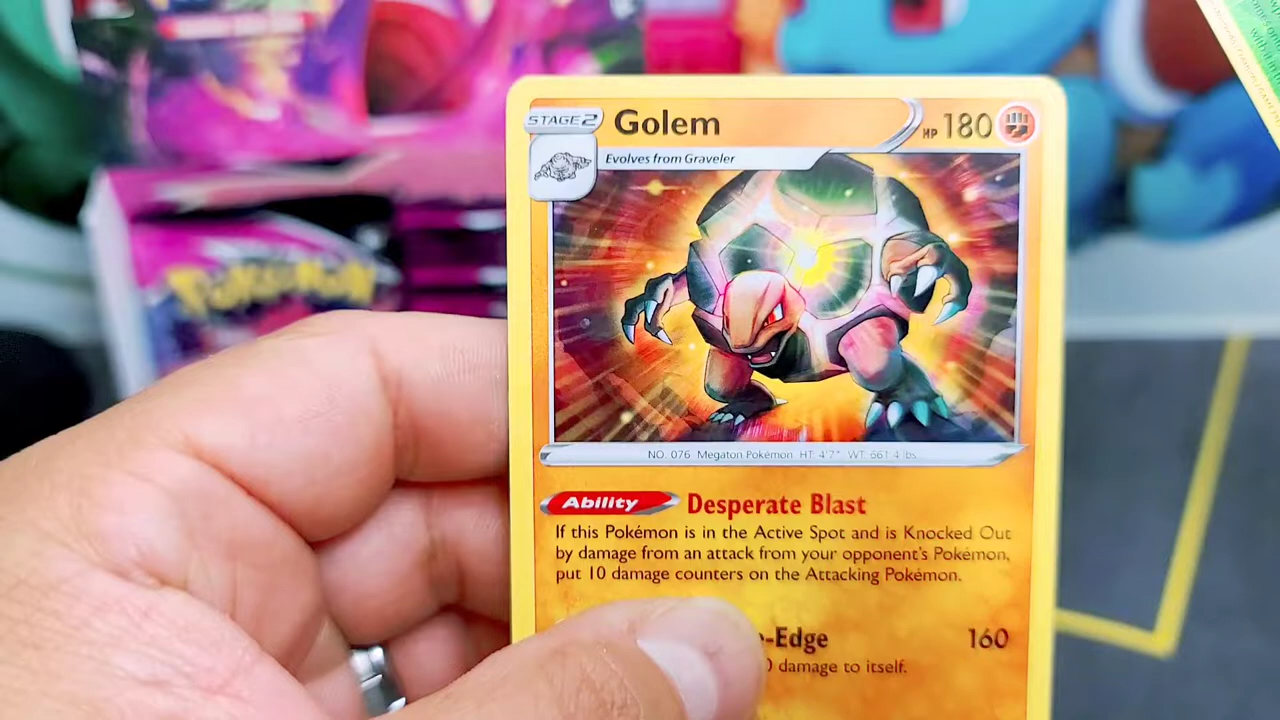 STAGE 2
Golem
HP 180
Evolves from Graveler
NO. 076 Megaton Pokémon HT: 4'7" WT: 661.4 lbs.
Ability Desperate Blast
If this Pokémon is in the Active Spot and is Knocked Out
by damage from an attack from your opponent's Pokémon,
put 10 damage counters on the Attacking Pokémon.
-Edge 160
damage to itself.
POKéMON